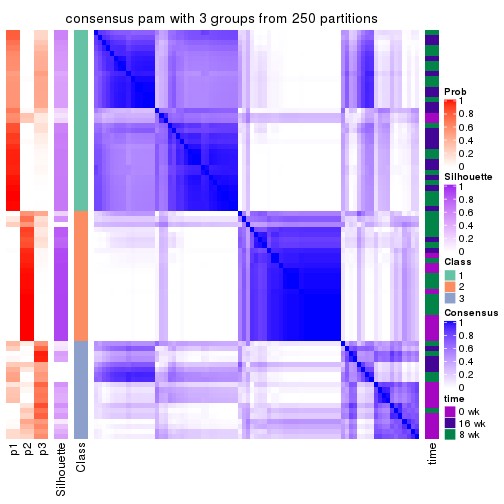 consensus pam with 3 groups from 250 partitions
Prob
1
0.8
0.6
0.4
0.2
0
Silhouette
1
0.8
0.6
0.4
0.2
0
Class
1
2
3
Consensus
1
0.8
0.6
0.4
0.2
0
time
0 wk
16 wk
8 wk
p1
p2
p3
Silhouette
Class
time